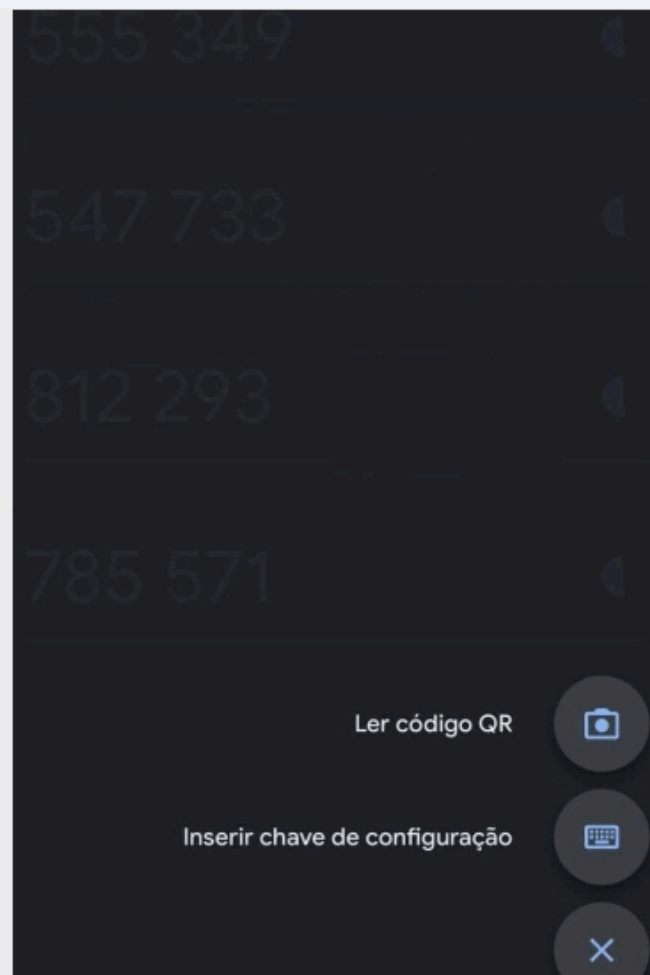 555 349
547 733
812 293
785 571
Ler código QR
Inserir chave de configuração